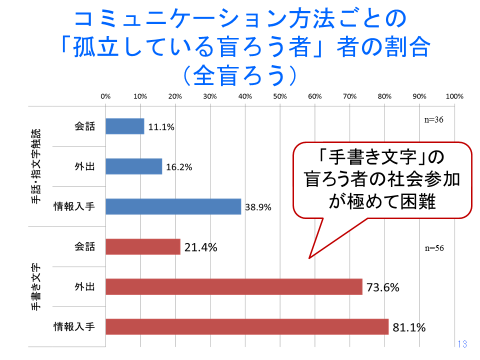 コミュニケーション方法ごとの
「孤立している盲ろう者」者の割合
（全盲ろう）
0% 10% 20% 30% 40% 50% 60% 70% 80% 90% 100%
手話・指文字触読
会話 11.1%
n=36
外出 16.2%
情報入手 38.9%
「手書き文字」の
盲ろう者の社会参加
が極めて困難
手書き文字
会話 21.4%
n=56
外出 73.6%
情報入手 81.1%
13